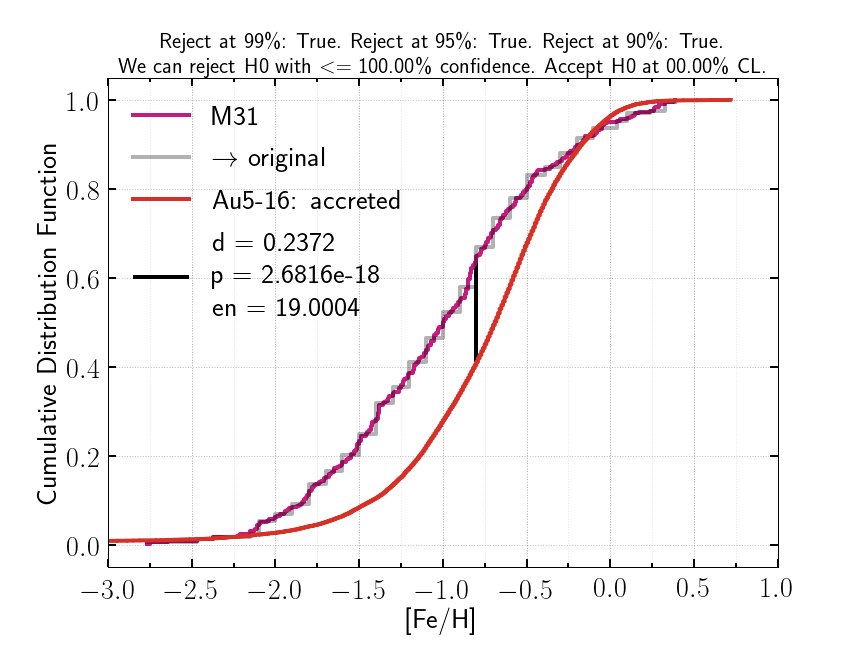 Reject at 99%: True. Reject at 95%: True. Reject at 90%: True.
We can reject H0 with <= 100.00% confidence. Accept H0 at 00.00% CL.
Cumulative Distribution Function
1.0
0.8
0.6
0.4
0.2
0.0
M31
→ original
Au5-16: accreted
d = 0.2372
p = 2.6816e-18
en = 19.0004
−3.0 −2.5 −2.0 −1.5 −1.0 −0.5 0.0 0.5 1.0
[Fe/H]